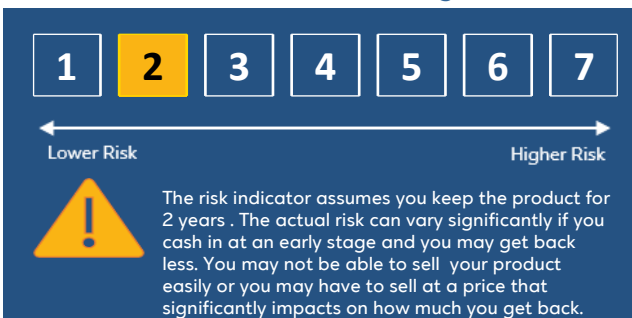 1 2 3 4 5 6 7
Lower Risk Higher Risk
!
The risk indicator assumes you keep the product for
2 years . The actual risk can vary significantly if you
cash in at an early stage and you may get back
less. You may not be able to sell your product
easily or you may have to sell at a price that
significantly impacts on how much you get back.